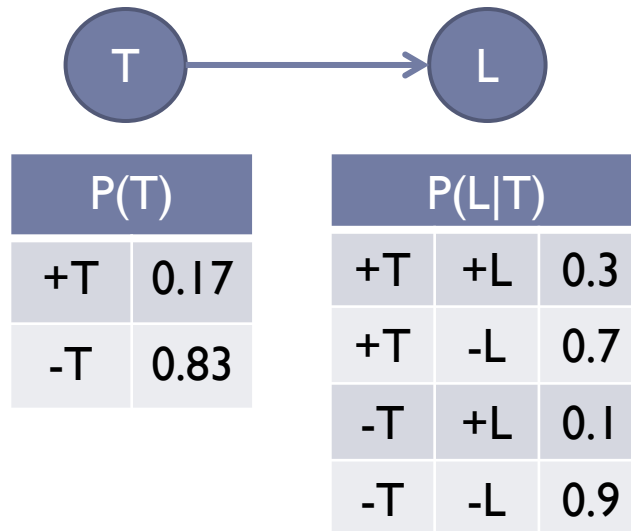 T L
P(T)
+T 0.17
-T 0.83
P(L|T)
+T +L 0.3
+T -L 0.7
-T +L 0.1
-T -L 0.9